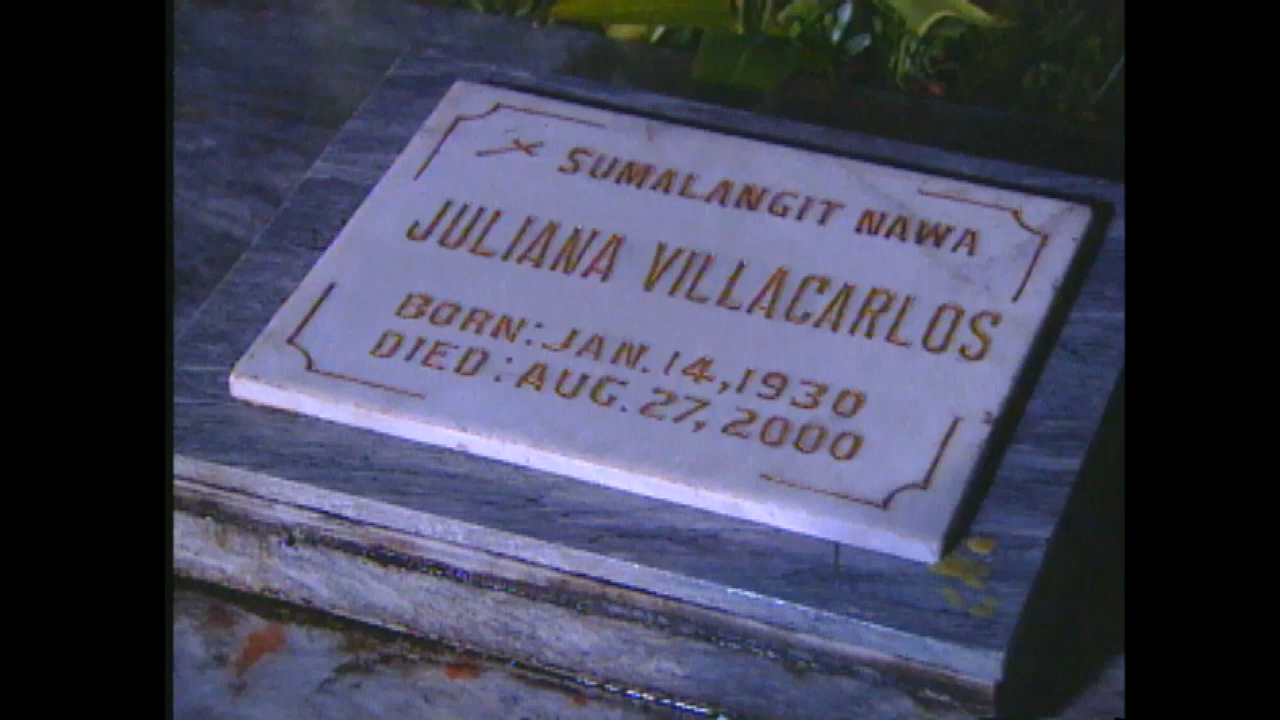 SUMALANGIT NAWA
JULIANA VILLACARLOS
BORN: JAN. 14, 1930
DIED: AUG. 27, 2000